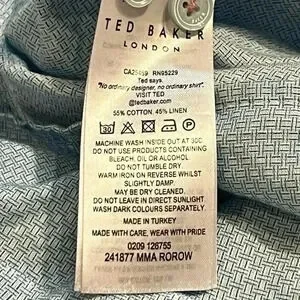 TED BAKER
LONDON
CA25459 RN95229
Ted says,
"No ordinary designer, no ordinary shirt".
VISIT TED
@tedbaker.com
55% COTTON, 45% LINEN
30
MACHINE WASH INSIDE OUT AT 30C
DO NOT USE PRODUCTS CONTAINING
BLEACH, OIL OR ALCOHOL
DO NOT TUMBLE DRY
WARM IRON ON REVERSE WHILST
SLIGHTLY DAMP.
MAY BE DRY CLEANED.
DO NOT LEAVE IN DIRECT SUNLIGHT
WASH DARK COLOURS SEPARATELY.
MADE IN TURKEY
MADE WITH CARE, WEAR WITH PRIDE
0209 126755
241877 MMA ROROW